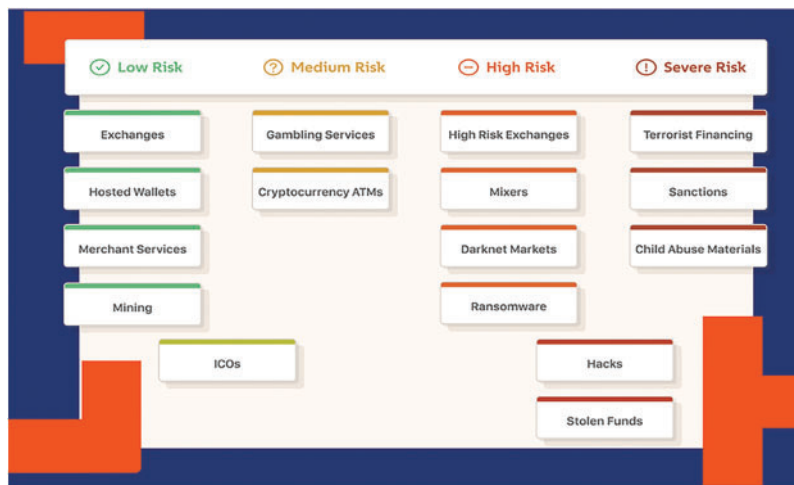 Low Risk
Medium Risk
High Risk
Severe Risk
Exchanges
Gambling Services
High Risk Exchanges
Terrorist Financing
Hosted Wallets
Cryptocurrency ATMs
Mixers
Sanctions
Merchant Services
Darknet Markets
Child Abuse Materials
Mining
Ransomware
ICOs
Hacks
Stolen Funds